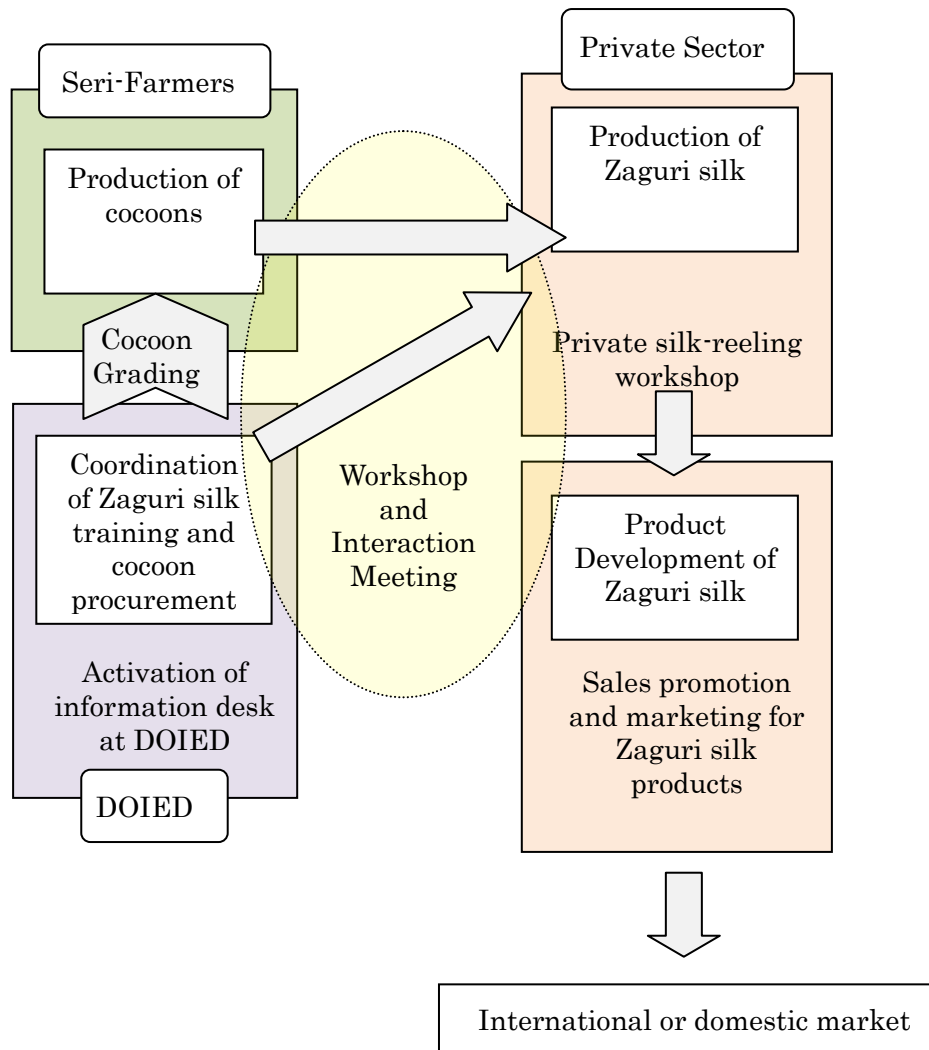 Seri-Farmers
Production of
cocoons
Cocoon
Grading
Coordination
of Zaguri silk
training and
cocoon
procurement
Activation of
information desk
at DOIED
DOIED
Workshop
and
Interaction
Meeting
Private Sector
Production of
Zaguri silk
Private silk-reeling
workshop
Product
Development of
Zaguri silk
Sales promotion
and marketing for
Zaguri silk
products
International or domestic market